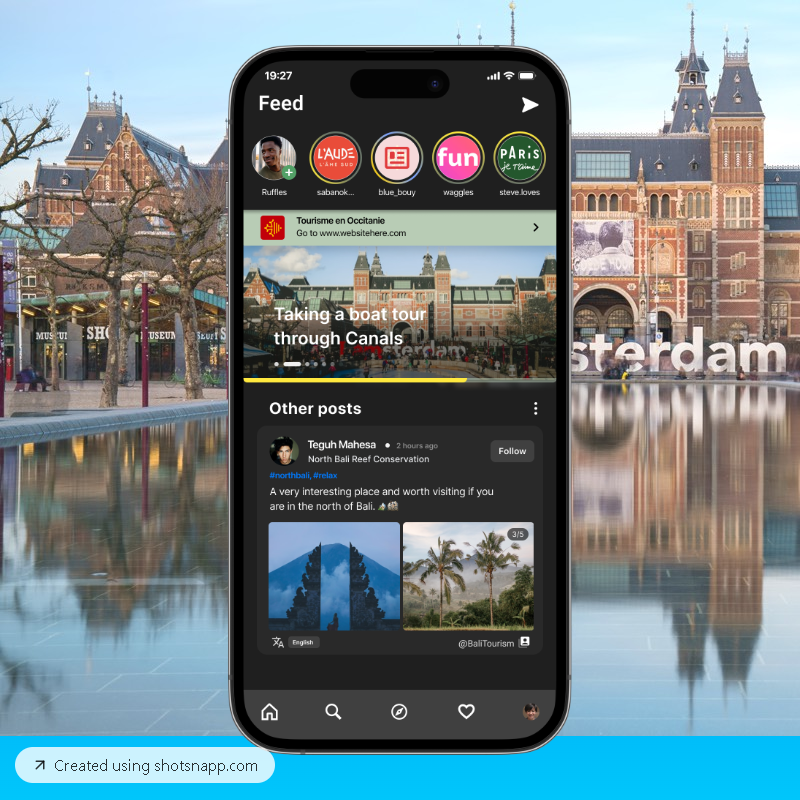 19:27
Feed
L'AUDE
L'ÂME SUD
fun
PARiS
je t'aime
Ruffles
sabanok...
blue_bouy
waggles
steve.loves
Tourisme en Occitanie
Go to www.websitehere.com
Taking a boat tour
through Canals
Other posts
Teguh Mahesa • 2 hours ago
North Bali Reef Conservation
Follow
#northbali, #relax
A very interesting place and worth visiting if you
are in the north of Bali.
3/5
English
@BaliTourism
MUSEUM SHOP MUSEUM SHOP
sterdam
Created using shotsnapp.com